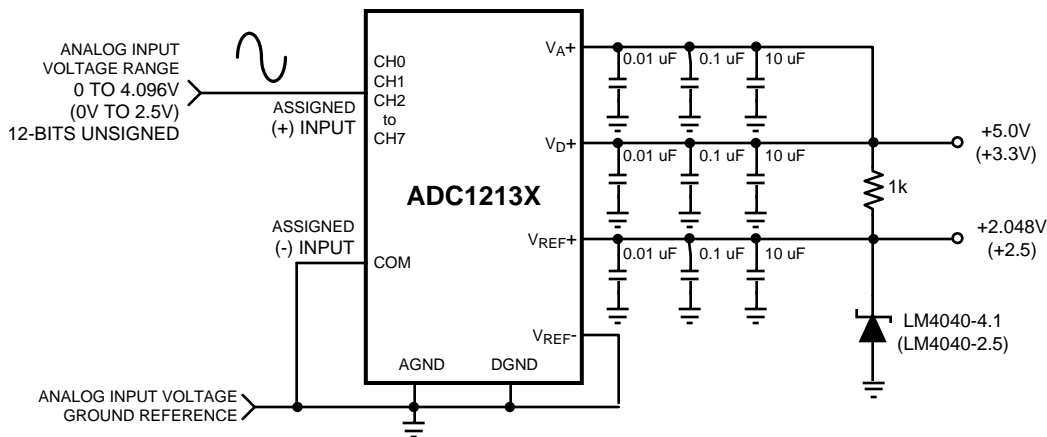 ANALOG INPUT
VOLTAGE RANGE
0 TO 4.096V
(0V TO 2.5V)
12-BITS UNSIGNED
ASSIGNED
(+) INPUT
CH0
CH1
CH2
to
CH7
ADC1213X
ASSIGNED
(-) INPUT
COM
AGND
DGND
ANALOG INPUT VOLTAGE
GROUND REFERENCE
VA+
0.01 uF
0.1 uF
10 uF
VD+
0.01 uF
0.1 uF
10 uF
VREF+
0.01 uF
0.1 uF
10 uF
VREF-
+5.0V
(+3.3V)
1k
+2.048V
(+2.5)
LM4040-4.1
(LM4040-2.5)